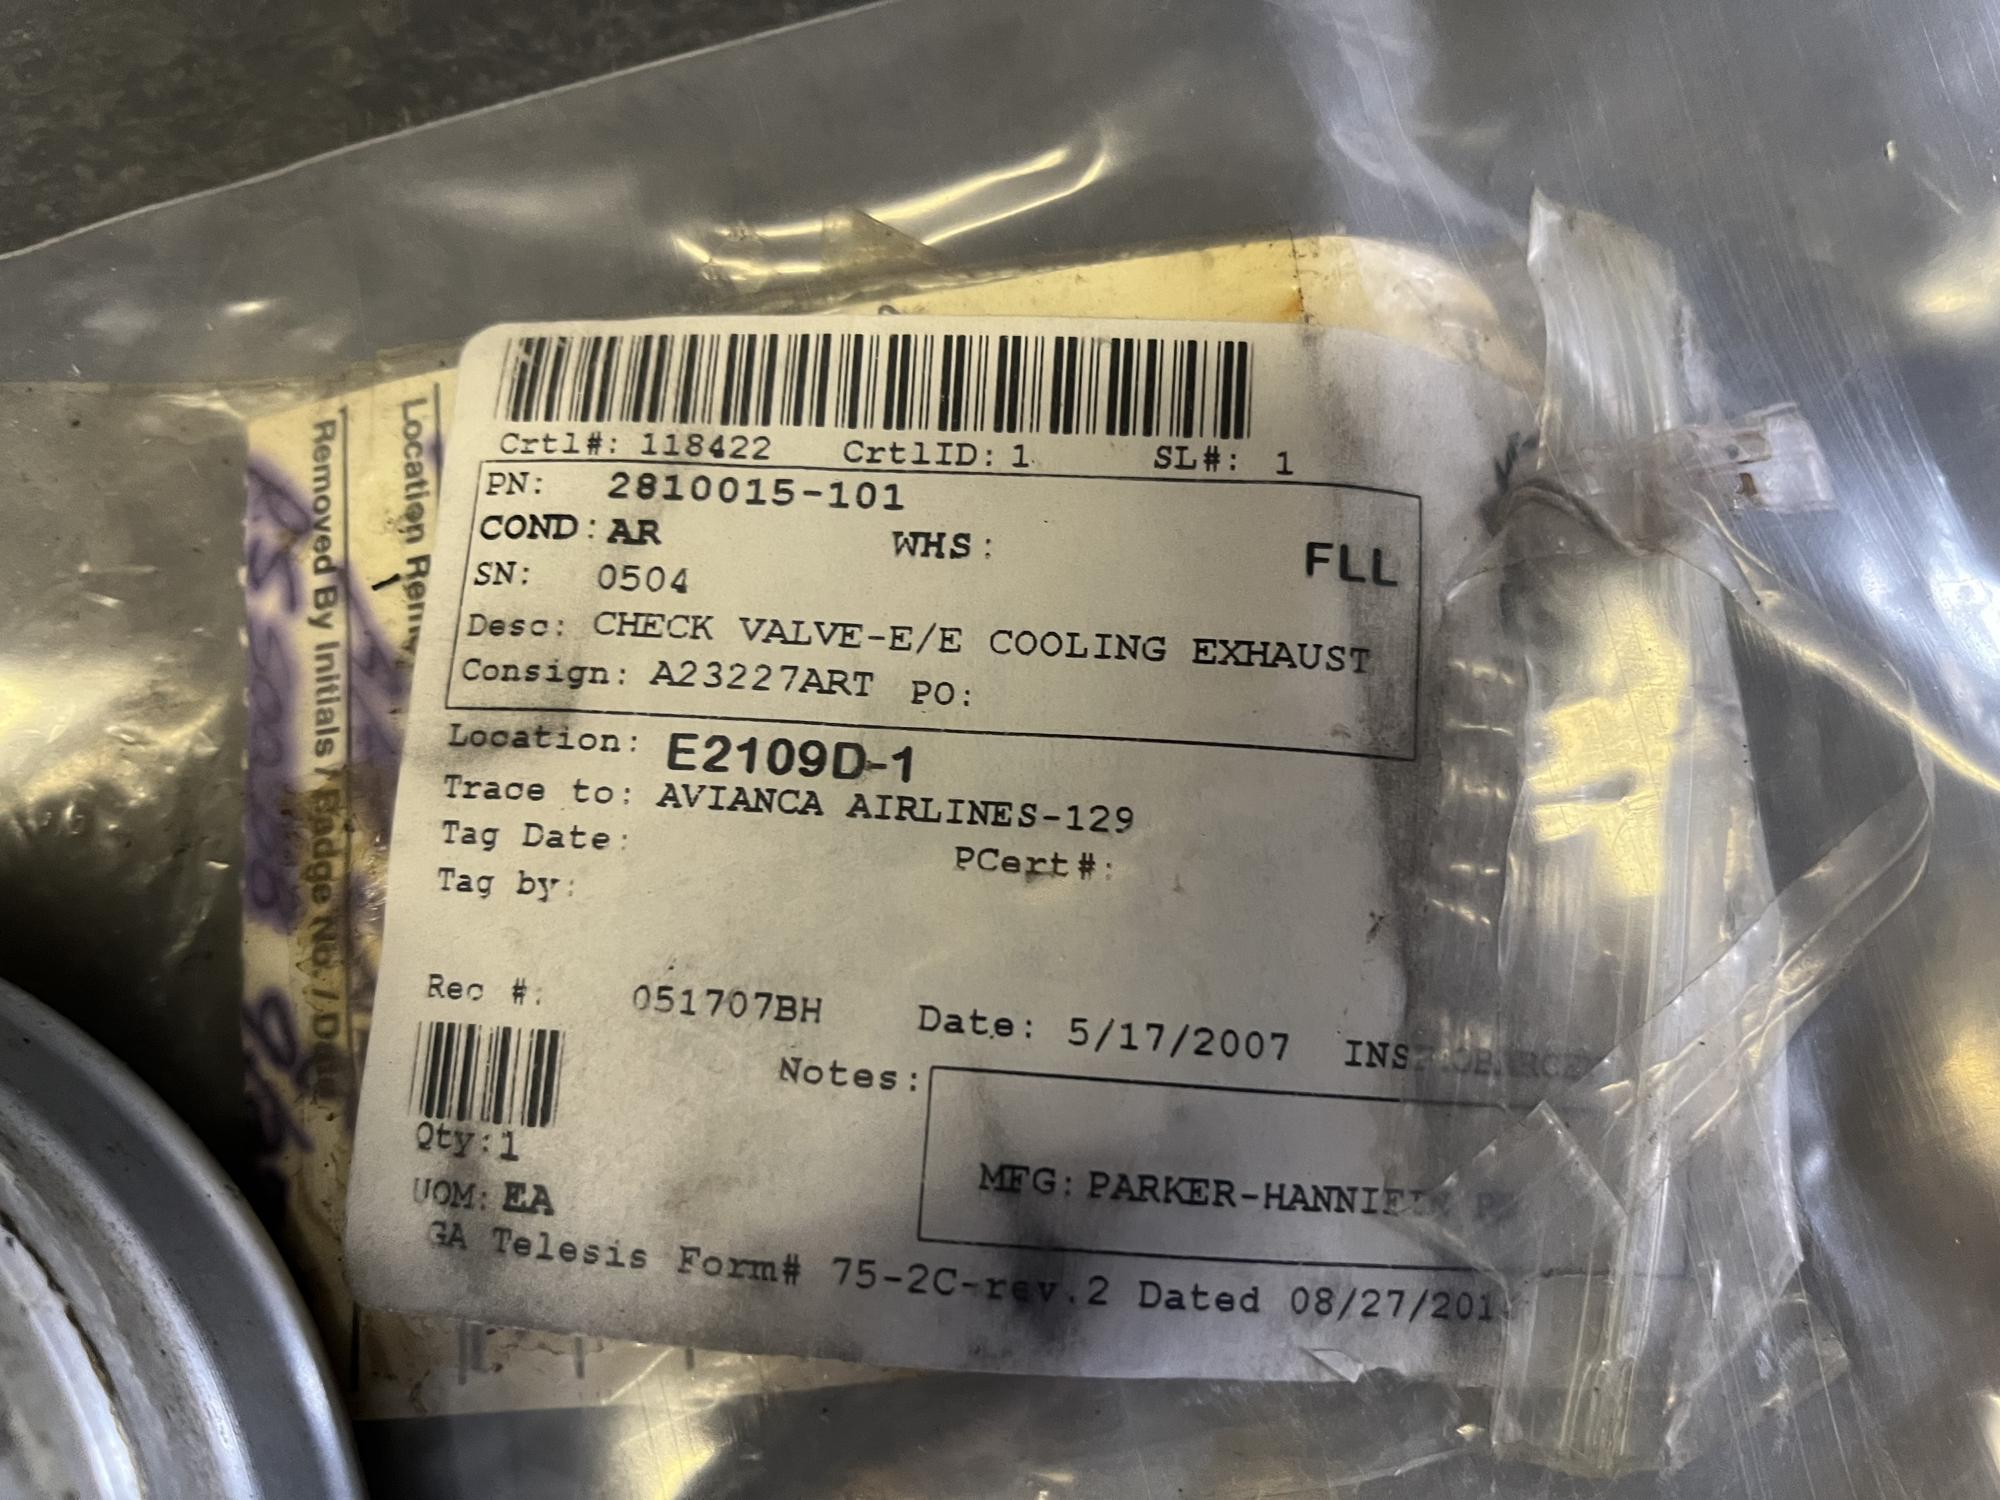 Crtl#: 118422 CrtlID: 1 SL#: 1
PN: 2810015-101
COND: AR WHS: FLL
SN: 0504
Desc: CHECK VALVE-E/E COOLING EXHAUST
Consign: A23227ART PO:
Location: E2109D-1
Trace to: AVIANCA AIRLINES-129
Tag Date: PCert#:
Tag by:
Rec #: 051707BH Date: 5/17/2007
Notes:
MFG: PARKER-HANNIFIN
Qty: 1
UOM: EA
GA Telesis Form# 75-2C-rev.2 Dated
Location
Removed By Initials / Badge No. / Date